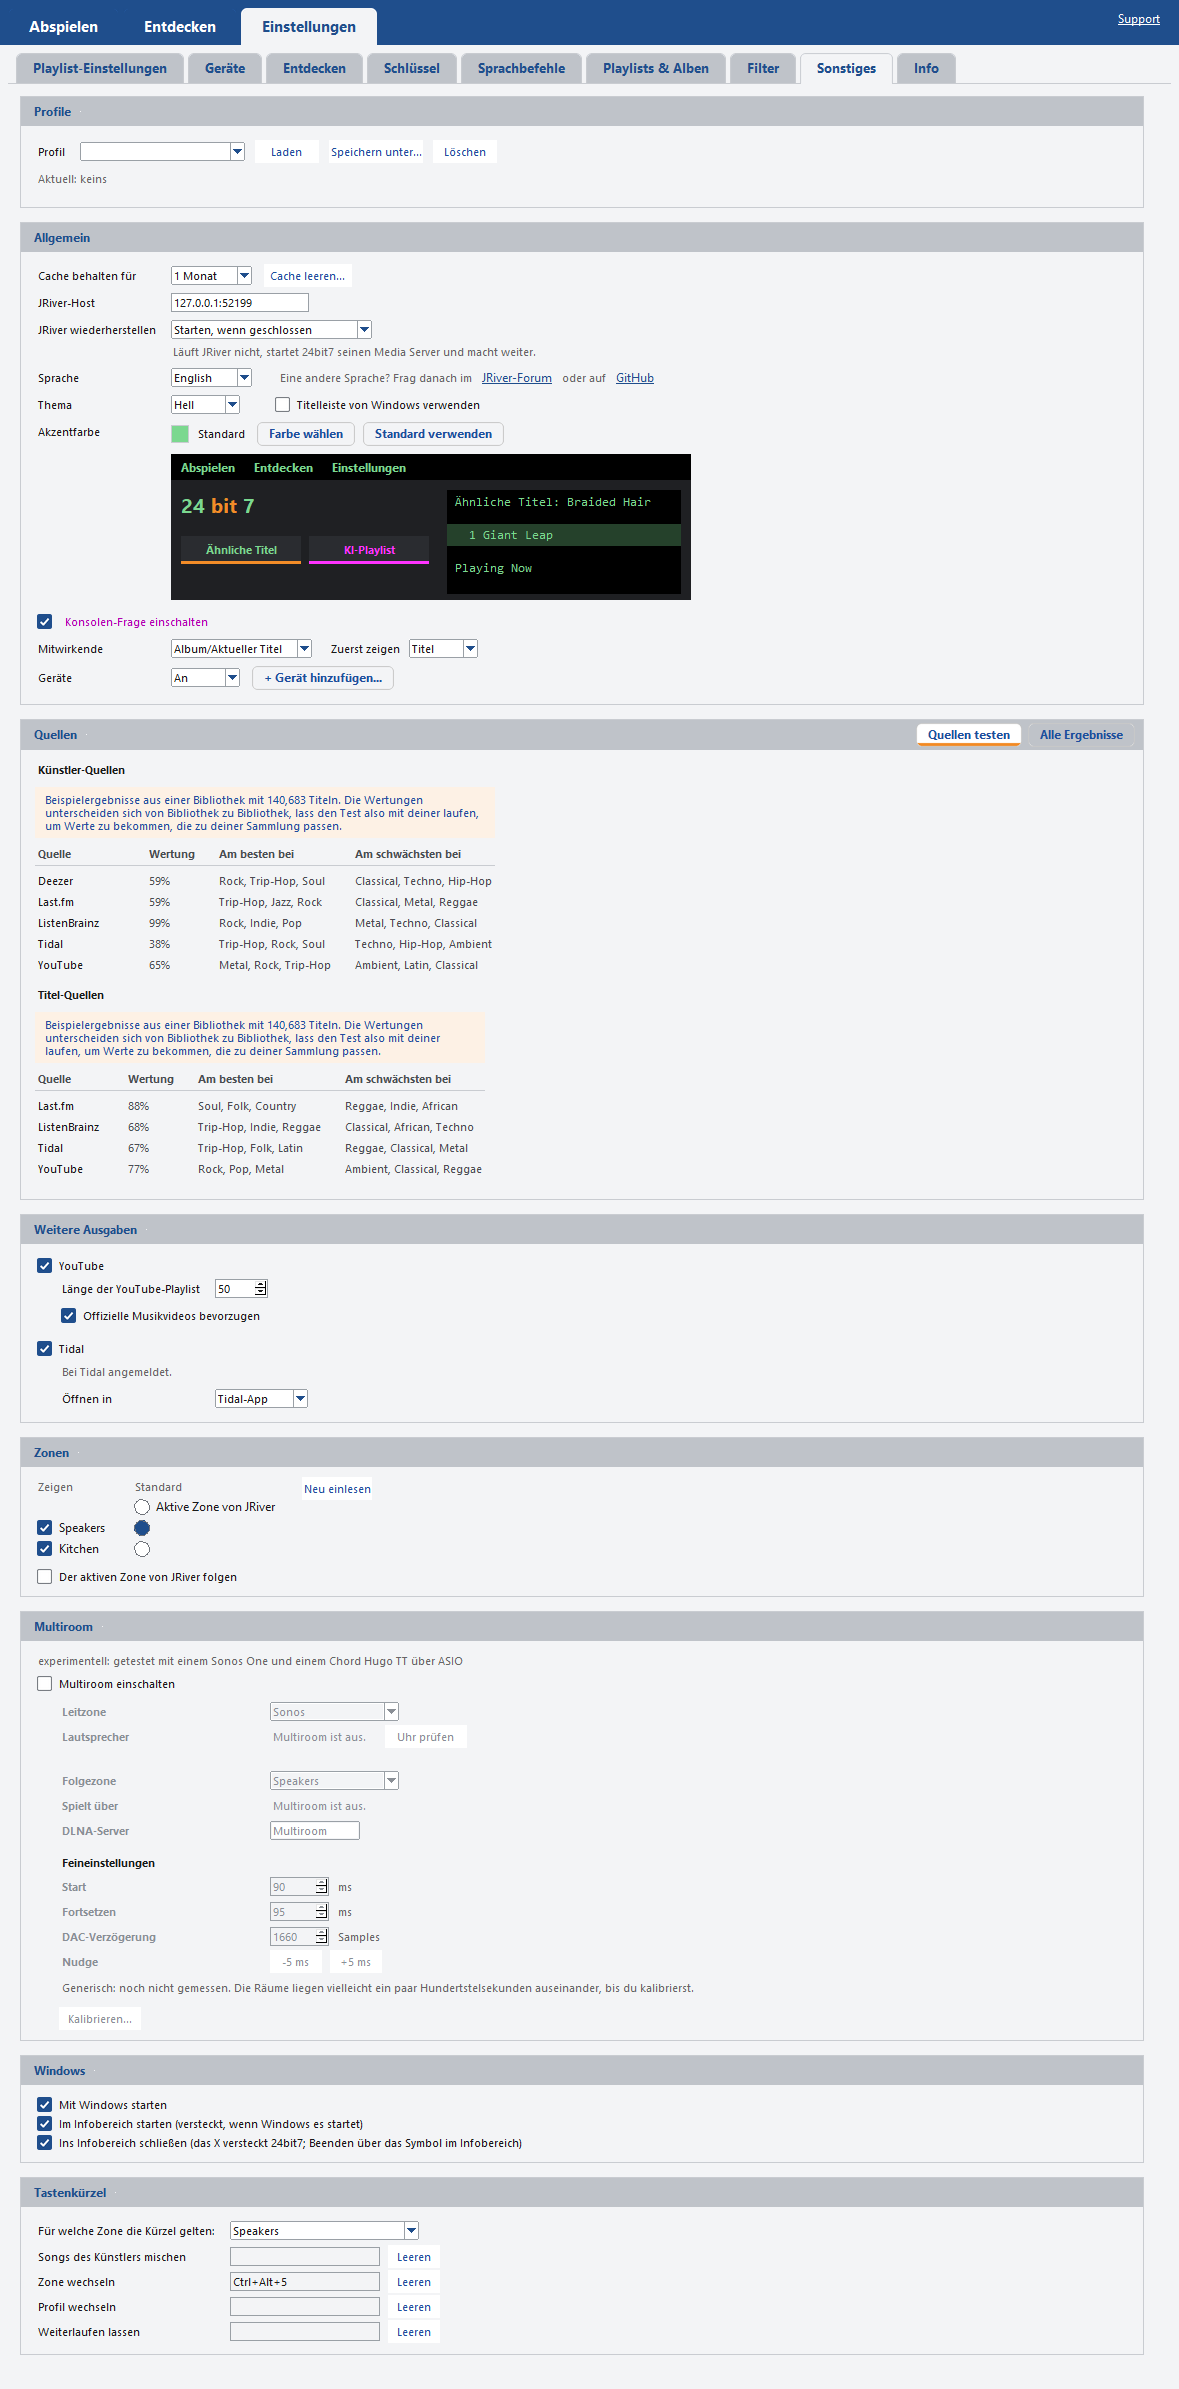 Abspielen Entdecken Einstellungen Support
Playlist-Einstellungen Geräte Entdecken Schlüssel Sprachbefehle Playlists & Alben Filter Sonstiges Info
Profile
Profil Laden Speichern unter... Löschen
Aktuell: keins
Allgemein
Cache behalten für 1 Monat Cache leeren...
JRiver-Host 127.0.0.1:52199
JRiver wiederherstellen Starten, wenn geschlossen
Läuft JRiver nicht, startet 24bit7 seinen Media Server und macht weiter.
Sprache English Eine andere Sprache? Frag danach im JRiver-Forum oder auf GitHub
Thema Hell Titelleiste von Windows verwenden
Akzentfarbe Standard Farbe wählen Standard verwenden
Abspielen Entdecken Einstellungen
24 bit 7
Ähnliche Titel KI-Playlist
Ähnliche Titel: Braided Hair
1 Giant Leap
Playing Now
Konsolen-Frage einschalten
Mitwirkende Album/Aktueller Titel Zuerst zeigen Titel
Geräte An + Gerät hinzufügen...
Quellen Quellen testen Alle Ergebnisse
Künstler-Quellen
Beispielergebnisse aus einer Bibliothek mit 140,683 Titeln. Die Wertungen
unterscheiden sich von Bibliothek zu Bibliothek, lass den Test also mit deiner laufen,
um Werte zu bekommen, die zu deiner Sammlung passen.
Quelle Wertung Am besten bei Am schwächsten bei
Deezer 59% Rock, Trip-Hop, Soul Classical, Techno, Hip-Hop
Last.fm 59% Trip-Hop, Jazz, Rock Classical, Metal, Reggae
ListenBrainz 99% Rock, Indie, Pop Metal, Techno, Classical
Tidal 38% Trip-Hop, Rock, Soul Techno, Hip-Hop, Ambient
YouTube 65% Metal, Rock, Trip-Hop Ambient, Latin, Classical
Titel-Quellen
Beispielergebnisse aus einer Bibliothek mit 140,683 Titeln. Die Wertungen
unterscheiden sich von Bibliothek zu Bibliothek, lass den Test also mit deiner
laufen, um Werte zu bekommen, die zu deiner Sammlung passen.
Quelle Wertung Am besten bei Am schwächsten bei
Last.fm 88% Soul, Folk, Country Reggae, Indie, African
ListenBrainz 68% Trip-Hop, Indie, Reggae Classical, African, Techno
Tidal 67% Trip-Hop, Folk, Latin Reggae, Classical, Metal
YouTube 77% Rock, Pop, Metal Ambient, Classical, Reggae
Weitere Ausgaben
YouTube
Länge der YouTube-Playlist 50
Offizielle Musikvideos bevorzugen
Tidal
Bei Tidal angemeldet.
Öffnen in Tidal-App
Zonen
Zeigen Standard Neu einlesen
Aktive Zone von JRiver
Speakers
Kitchen
Der aktiven Zone von JRiver folgen
Multiroom
experimentell: getestet mit einem Sonos One und einem Chord Hugo TT über ASIO
Multiroom einschalten
Leitzone Sonos
Lautsprecher Multiroom ist aus. Uhr prüfen
Folgezone Speakers
Spielt über Multiroom ist aus.
DLNA-Server Multiroom
Feineinstellungen
Start 90 ms
Fortsetzen 95 ms
DAC-Verzögerung 1660 Samples
Nudge -5 ms +5 ms
Generisch: noch nicht gemessen. Die Räume liegen vielleicht ein paar Hundertstelsekunden auseinander, bis du kalibrierst.
Kalibrieren...
Windows
Mit Windows starten
Im Infobereich starten (versteckt, wenn Windows es startet)
Ins Infobereich schließen (das X versteckt 24bit7; Beenden über das Symbol im Infobereich)
Tastenkürzel
Für welche Zone die Kürzel gelten: Speakers
Songs des Künstlers mischen Leeren
Zone wechseln Ctrl+Alt+5 Leeren
Profil wechseln Leeren
Weiterlaufen lassen Leeren